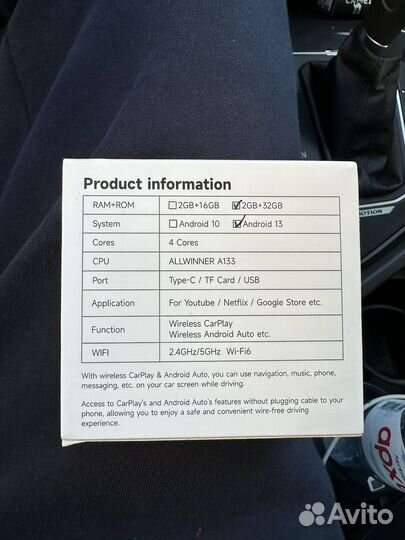 Product information
RAM+ROM ☐2GB+16GB ☑2GB+32GB
System ☐Android 10 ☑Android 13
Cores 4 Cores
CPU ALLWINNER A133
Port Type-C / TF Card / USB
Application For Youtube / Netflix / Google Store etc.
Function Wireless CarPlay
Wireless Android Auto etc.
WIFI 2.4GHz/5GHz Wi-Fi6
With wireless CarPlay & Android Auto, you can use navigation, music, phone,
messaging, etc. on your car screen while driving.
Access to CarPlay's and Android Auto's features without plugging cable to your
phone, allowing you to enjoy a safe and convenient wire-free driving
experience.
Avito